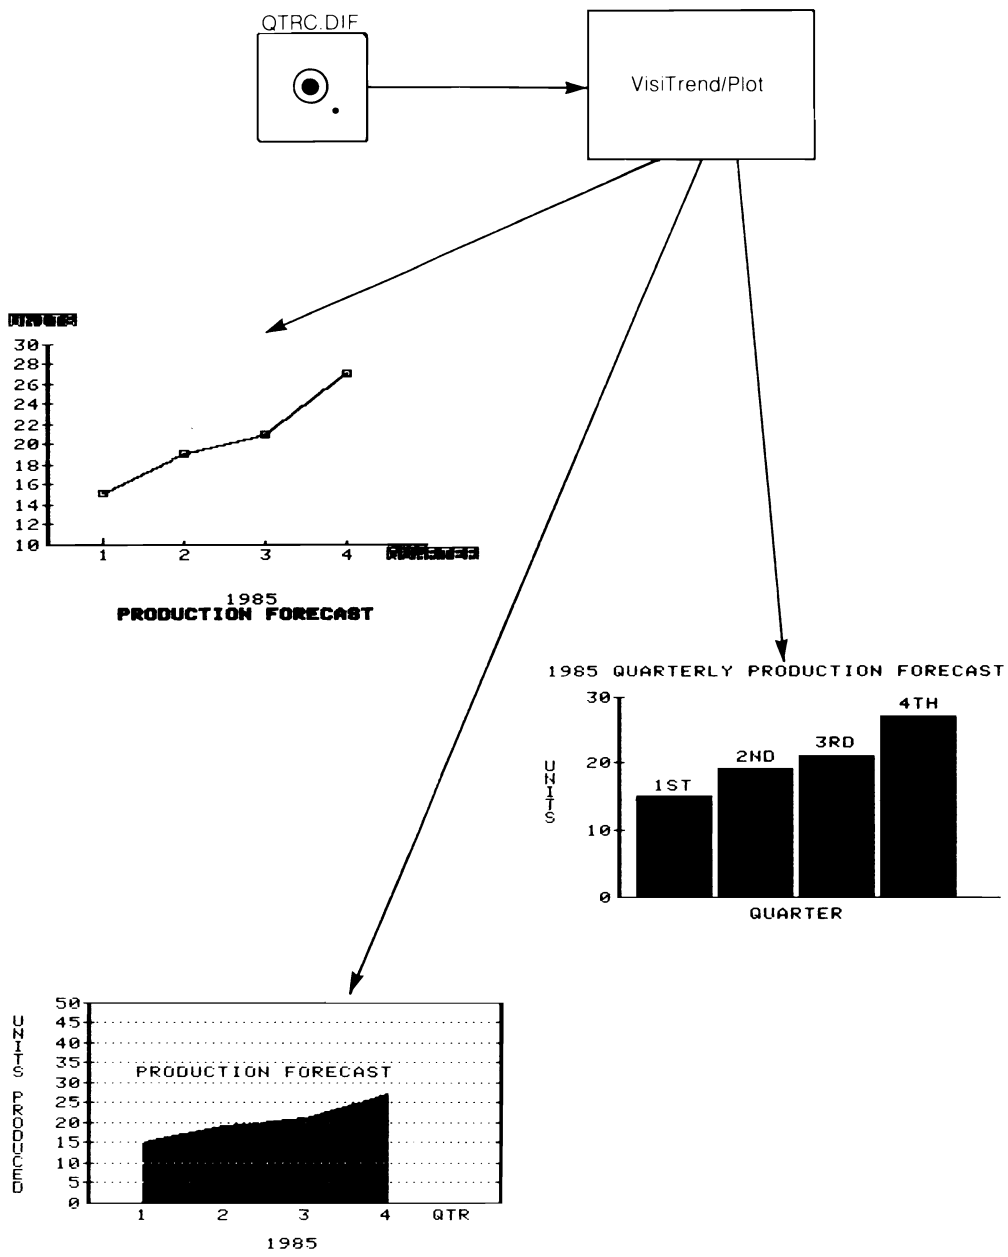 QTRC.DIF
VisiTrend/Plot
30
28
26
24
22
20
18
16
14
12
10
1 2 3 4
1985
PRODUCTION FORECAST
1985 QUARTERLY PRODUCTION FORECAST
30
20
10
0
UNITS
1ST
2ND
3RD
4TH
QUARTER
50
45
40
35
30
25
20
15
10
5
0
UNITS PRODUCED
PRODUCTION FORECAST
1 2 3 4 QTR
1985